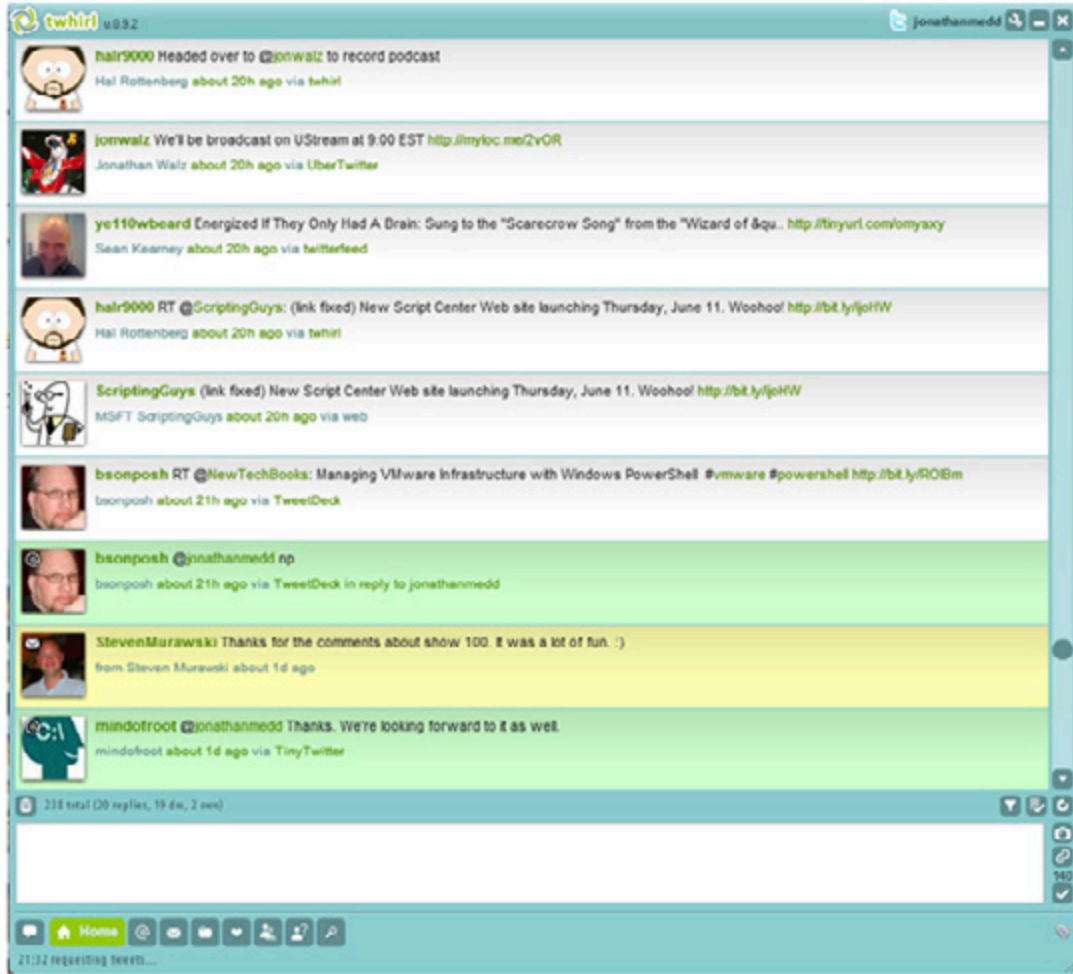 twhirl v.0.9.2
jonathanmedd
halr9000 Headed over to @jonwalz to record podcast
Hal Rottenberg about 20h ago via twhirl
jonwalz We'll be broadcast on UStream at 9:00 EST http://myloc.me/2vOR
Jonathan Walz about 20h ago via UberTwitter
ye110wbeard Energized If They Only Had A Brain: Sung to the "Scarecrow Song" from the "Wizard of &qu.. http://tinyurl.com/omyaxy
Sean Kearney about 20h ago via twitterfeed
halr9000 RT @ScriptingGuys: (link fixed) New Script Center Web site launching Thursday, June 11. Woohoo! http://bit.ly/ijoHW
Hal Rottenberg about 20h ago via twhirl
ScriptingGuys (link fixed) New Script Center Web site launching Thursday, June 11. Woohoo! http://bit.ly/ijoHW
MSFT ScriptingGuys about 20h ago via web
bsonposh RT @NewTechBooks: Managing VMware Infrastructure with Windows PowerShell #vmware #powershell http://bit.ly/ROlBm
bsonposh about 21h ago via TweetDeck
bsonposh @jonathanmedd np
bsonposh about 21h ago via TweetDeck in reply to jonathanmedd
StevenMurawski Thanks for the comments about show 100. It was a lot of fun. :)
from Steven Murawski about 1d ago
C:\
mindofroot @jonathanmedd Thanks. We're looking forward to it as well.
mindofroot about 1d ago via TinyTwitter
238 total (20 replies, 19 dm, 2 own)
140
Home
21:32 requesting tweets...